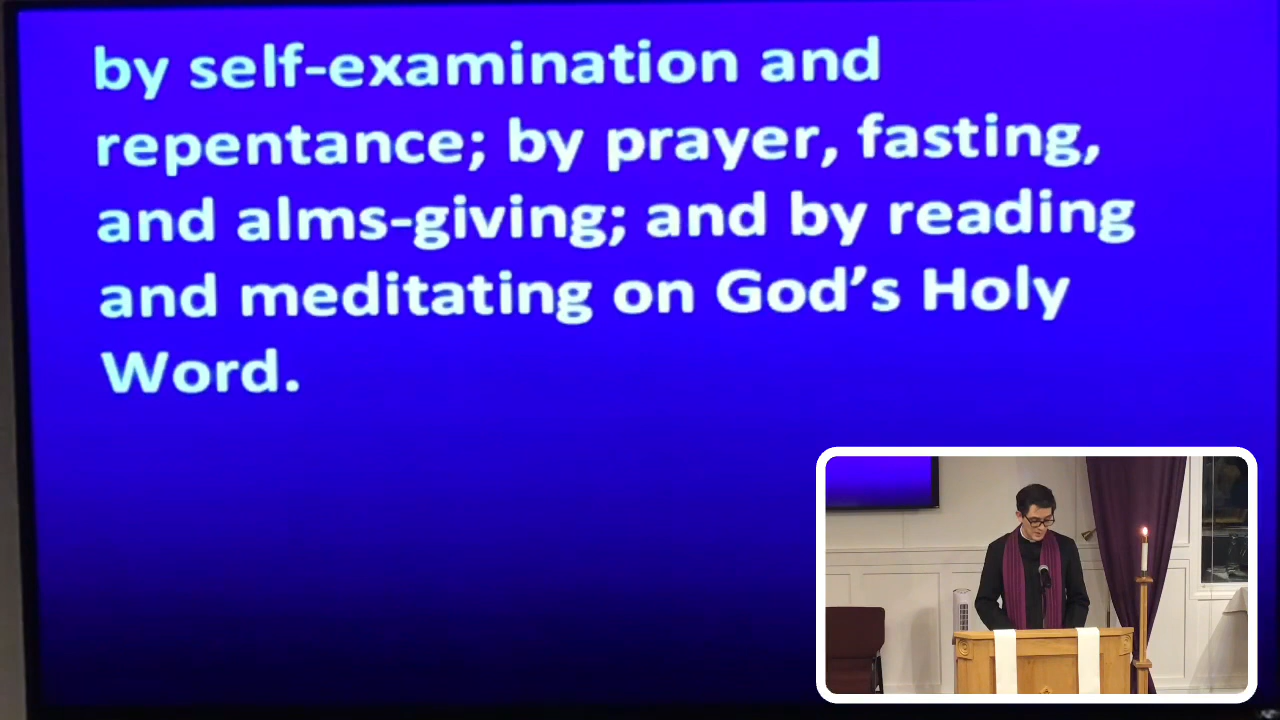 by self-examination and
repentance; by prayer, fasting,
and alms-giving; and by reading
and meditating on God’s Holy
Word.